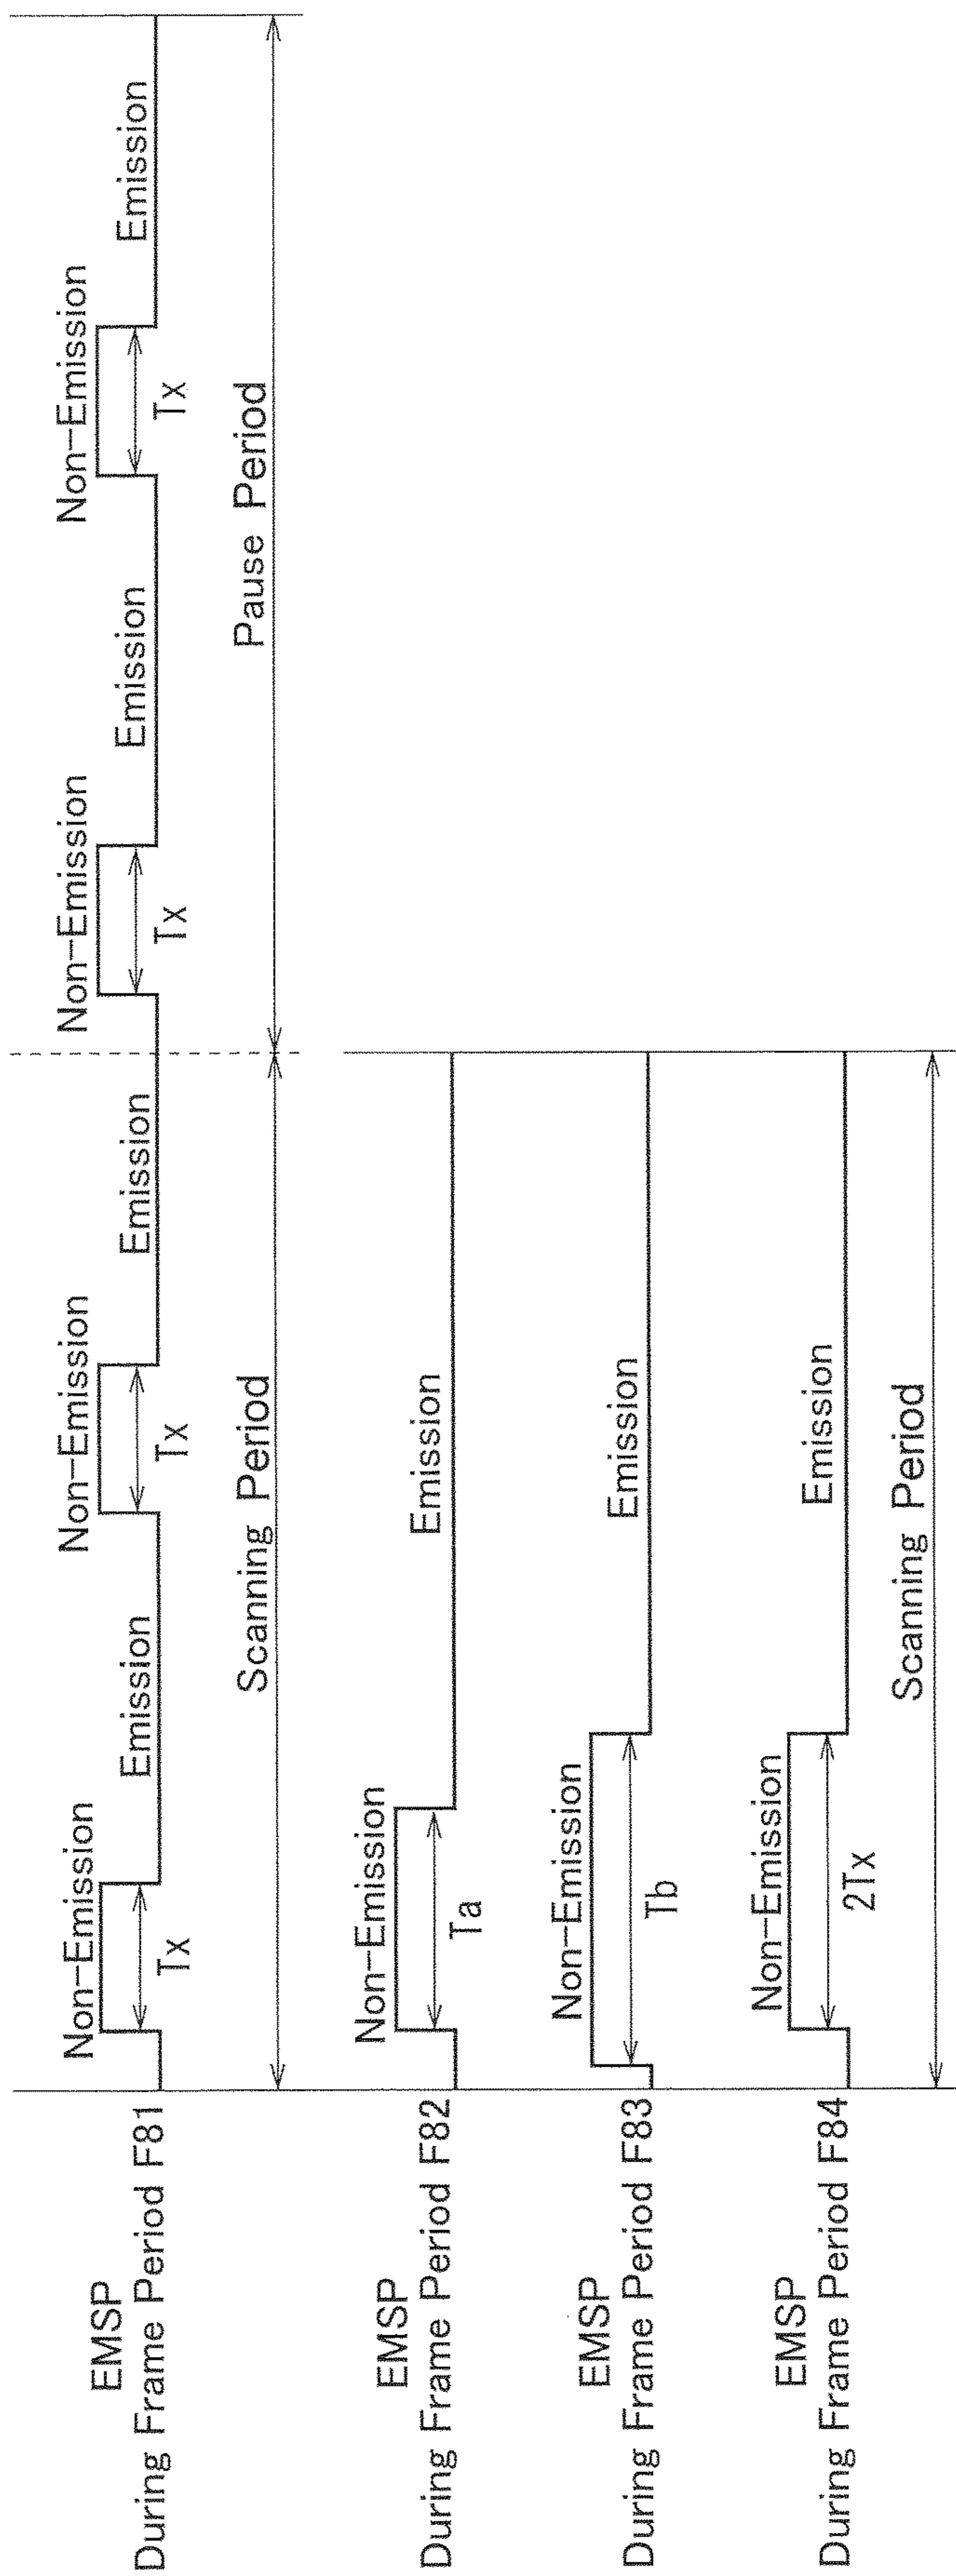 EMSP
During Frame Period F81
Non-Emission
Emission
Non-Emission
Emission
Non-Emission
Emission
Non-Emission
Emission
Tx
Tx
Tx
Tx
Scanning Period
Pause Period
EMSP
During Frame Period F82
Non-Emission
Emission
Ta
EMSP
During Frame Period F83
Non-Emission
Emission
Tb
EMSP
During Frame Period F84
Non-Emission
Emission
2Tx
Scanning Period